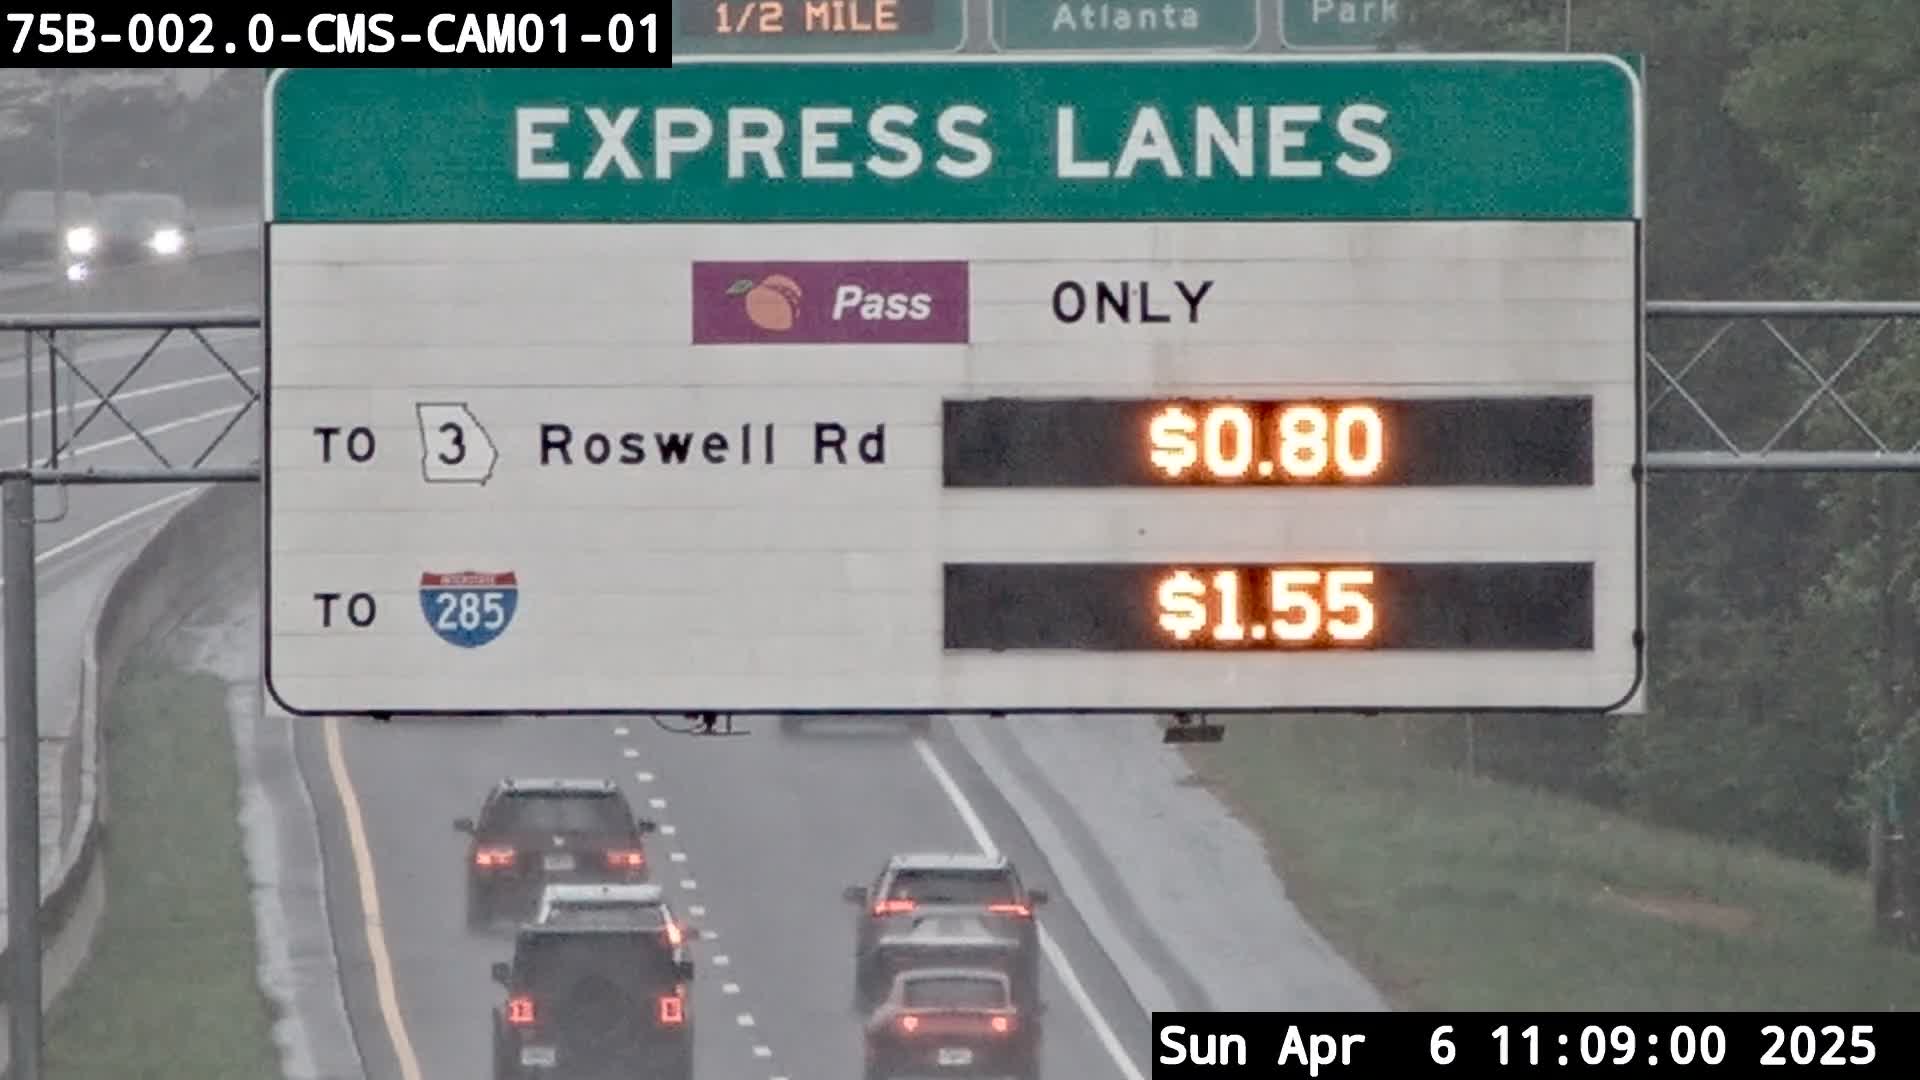 75B-002.0-CMS-CAM01-01
1/2 MILE
Atlanta
Park
EXPRESS LANES
Pass ONLY
TO 3 Roswell Rd $0.80
TO INTERSTATE 285 $1.55
Sun Apr 6 11:09:00 2025